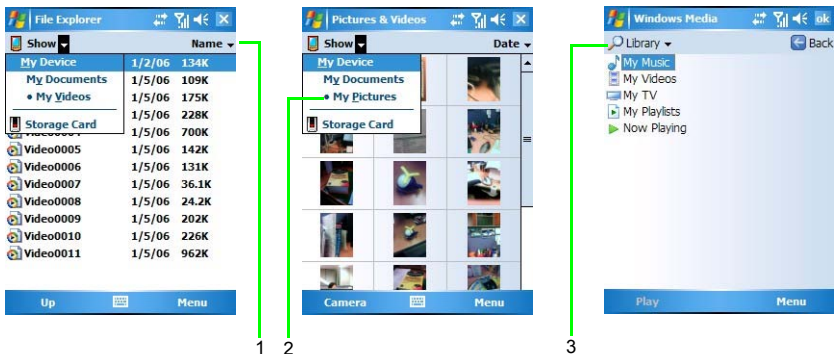 File Explorer
Show
Name
My Device
1/2/06 134K
My Documents
1/5/06 109K
• My Videos
1/5/06 175K
1/5/06 228K
Storage Card
1/5/06 700K
Video0005 1/5/06 142K
Video0006 1/5/06 131K
Video0007 1/5/06 36.1K
Video0008 1/5/06 24.2K
Video0009 1/5/06 202K
Video0010 1/5/06 226K
Video0011 1/5/06 962K
Up
Menu
Pictures & Videos
Show
Date
My Device
My Documents
• My Pictures
Storage Card
Camera
Menu
Windows Media
ok
Library
Back
My Music
My Videos
My TV
My Playlists
Now Playing
Play
Menu
1 2 3